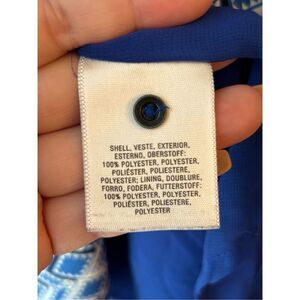 SHELL, VESTE, EXTERIOR,
ESTERNO, OBERSTOFF:
100% POLYESTER, POLYESTER,
POLIÉSTER, POLIESTERE,
POLYESTER; LINING, DOUBLURE,
FORRO, FODERA, FUTTERSTOFF:
100% POLYESTER, POLYESTER,
POLIÉSTER, POLIESTERE,
POLYESTER